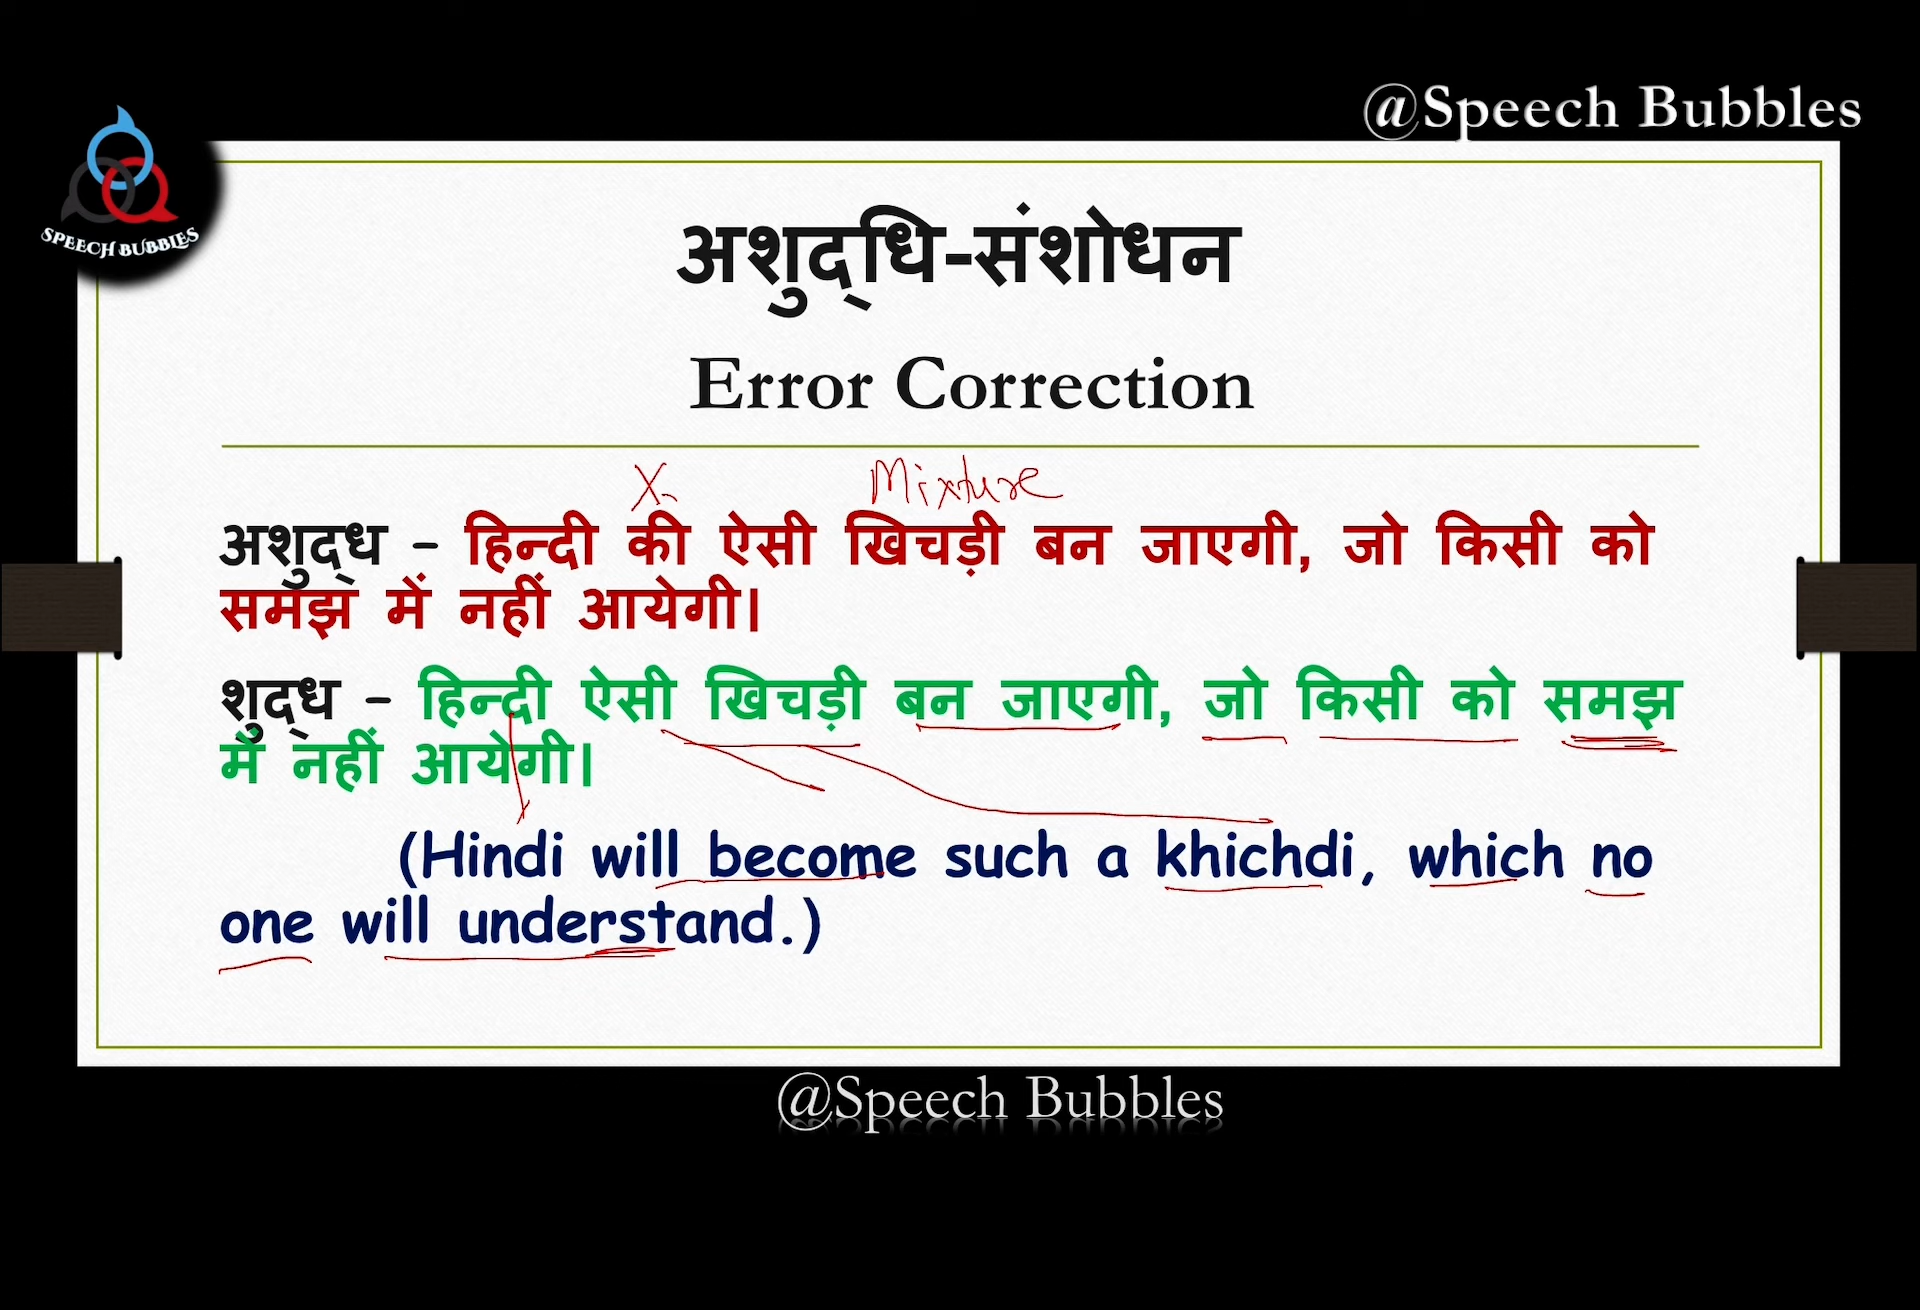 @Speech Bubbles
SPEECH BUBBLES
अशुद्‌धि-संशोधन
Error Correction
X Mixture
अशुद्‌ध – हिन्दी की ऐसी खिचड़ी बन जाएगी, जो किसी को
समझ में नहीं आयेगी।
शुद्‌ध – हिन्दी ऐसी खिचड़ी बन जाएगी, जो किसी को समझ
में नहीं आयेगी।
(Hindi will become such a khichdi, which no
one will understand.)
@Speech Bubbles